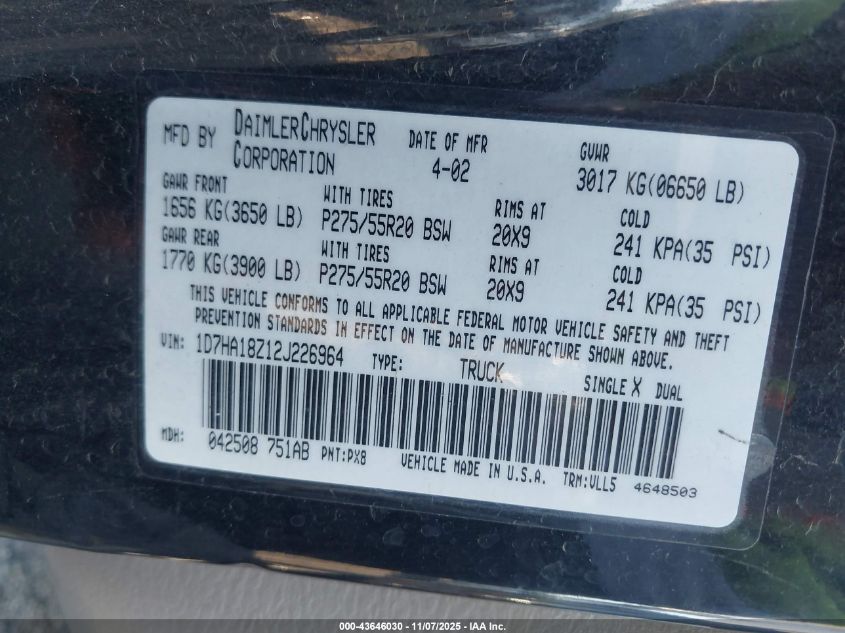 MFD BY DAIMLERCHRYSLER CORPORATION DATE OF MFR 4-02 GVWR 3017 KG(06650 LB)
GAWR FRONT WITH TIRES RIMS AT COLD
1656 KG(3650 LB) P275/55R20 BSW 20X9 241 KPA(35 PSI)
GAWR REAR WITH TIRES RIMS AT COLD
1770 KG(3900 LB) P275/55R20 BSW 20X9 241 KPA(35 PSI)
THIS VEHICLE CONFORMS TO ALL APPLICABLE FEDERAL MOTOR VEHICLE SAFETY AND THEFT
PREVENTION STANDARDS IN EFFECT ON THE DATE OF MANUFACTURE SHOWN ABOVE.
VIN: 1D7HA18Z12J226964 TYPE: TRUCK SINGLE X DUAL
MDH: 042508 751AB PNT:PX8 VEHICLE MADE IN U.S.A. TRM:VLL5 4648503
000-43646030 - 11/07/2025 - IAA Inc.